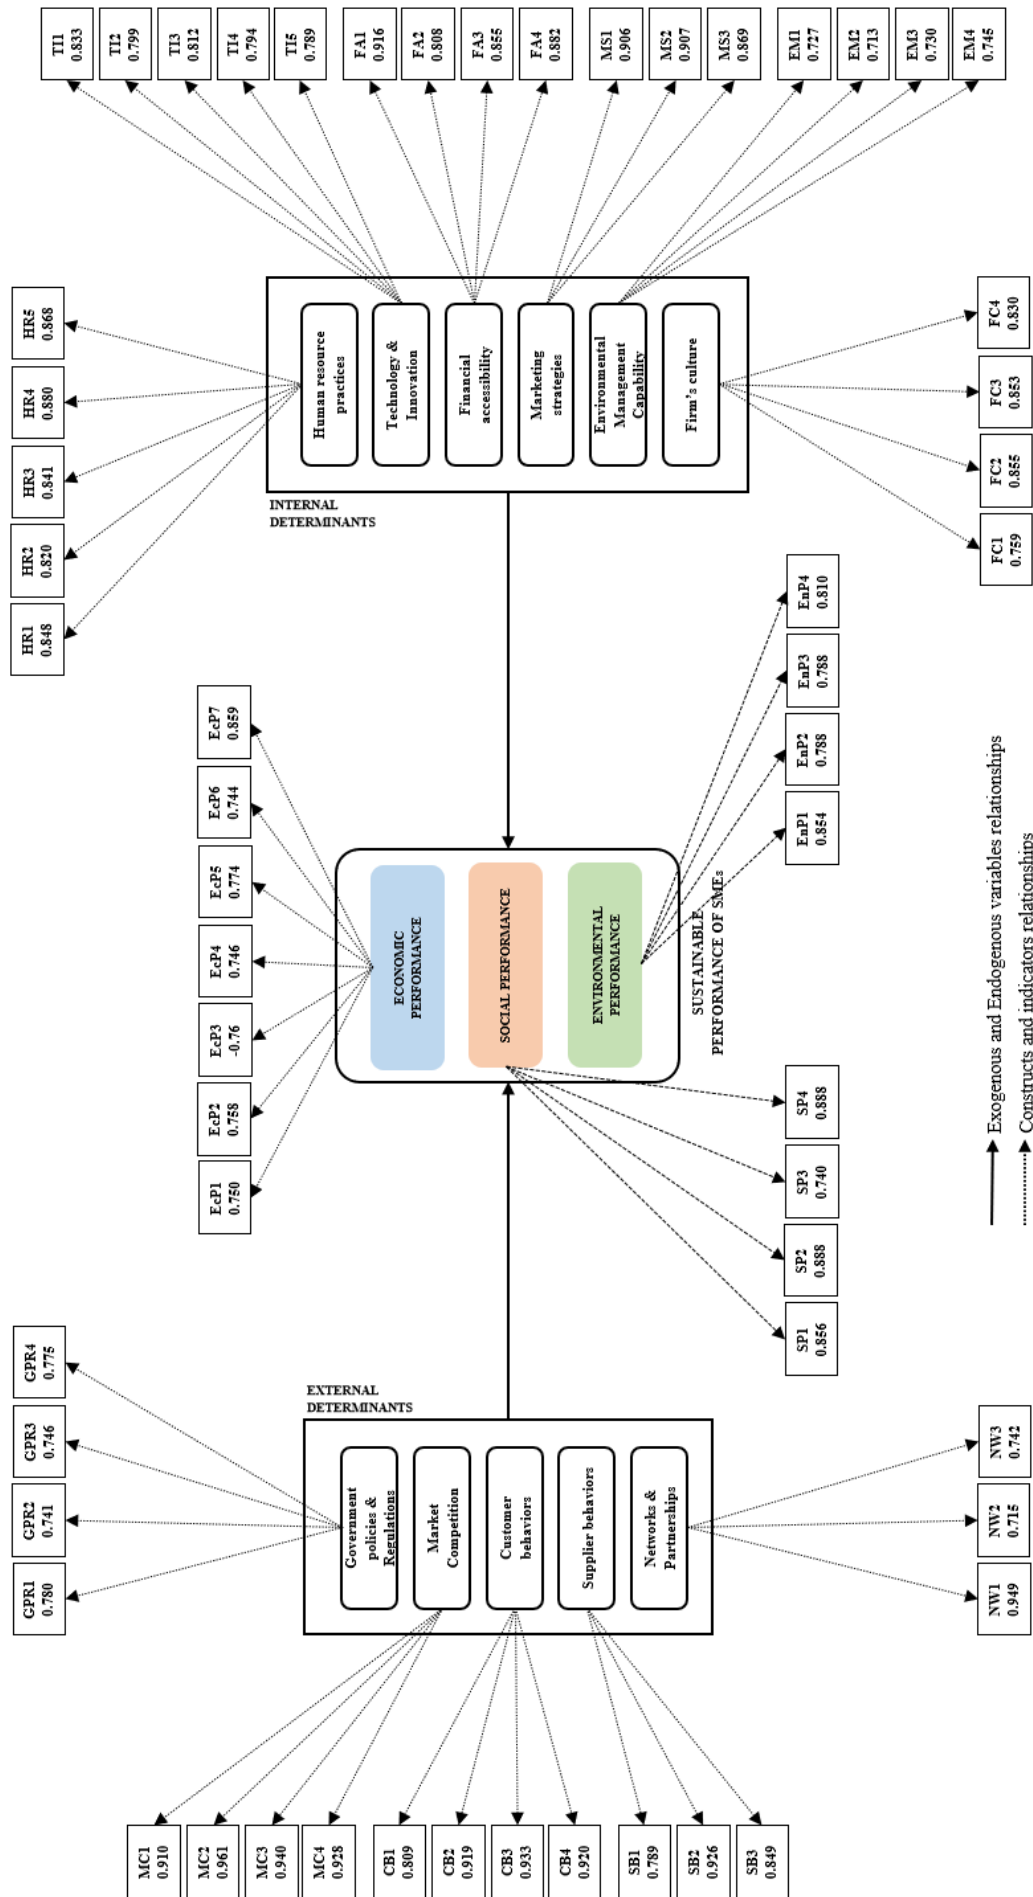 GPR1
0.780
GPR2
0.741
GPR3
0.746
GPR4
0.775
HR1
0.848
HR2
0.820
HR3
0.841
HR4
0.880
HR5
0.868
EcP1
0.750
EcP2
0.758
EcP3
-0.76
EcP4
0.746
EcP5
0.774
EcP6
0.744
EcP7
0.859
MC1
0.910
MC2
0.961
MC3
0.940
MC4
0.928
CB1
0.809
CB2
0.919
CB3
0.933
CB4
0.920
SB1
0.789
SB2
0.926
SB3
0.849
EXTERNAL
DETERMINANTS
Government
policies &
Regulations
Market
Competition
Customer
behaviors
Supplier behaviors
Networks &
Partnerships
NW1
0.949
NW2
0.715
NW3
0.742
ECONOMIC
PERFORMANCE
SOCIAL PERFORMANCE
ENVIRONMENTAL
PERFORMANCE
SUSTAINABLE
PERFORMANCE OF SMEs
SP1
0.856
SP2
0.888
SP3
0.740
SP4
0.888
EnP1
0.854
EnP2
0.788
EnP3
0.788
EnP4
0.810
INTERNAL
DETERMINANTS
Human resource
practices
Technology &
Innovation
Financial
accessibility
Marketing
strategies
Environmental
Management
Capability
Firm's culture
TI1
0.833
TI2
0.799
TI3
0.812
TI4
0.794
TI5
0.789
FA1
0.916
FA2
0.808
FA3
0.855
FA4
0.882
MS1
0.906
MS2
0.907
MS3
0.869
EM1
0.727
EM2
0.713
EM3
0.730
EM4
0.745
FC1
0.759
FC2
0.855
FC3
0.853
FC4
0.830
Exogenous and Endogenous variables relationships
Constructs and indicators relationships